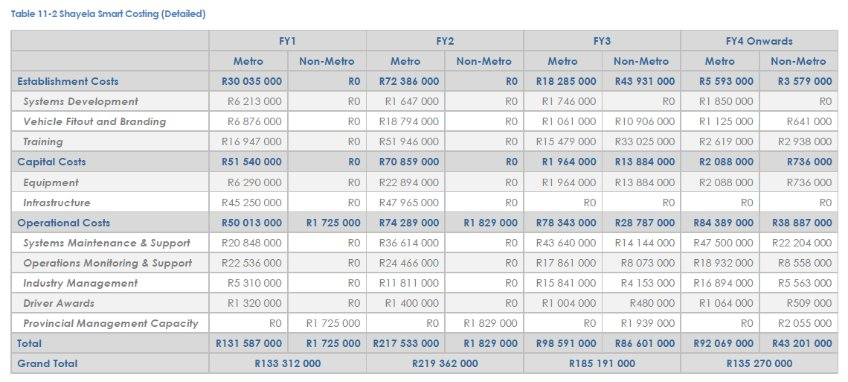 Table 11-2 Shayela Smart Costing (Detailed)
FY1 FY2 FY3 FY4 Onwards
Metro Non-Metro Metro Non-Metro Metro Non-Metro Metro Non-Metro
Establishment Costs R30 035 000 R0 R72 386 000 R0 R18 285 000 R43 931 000 R5 593 000 R3 579 000
Systems Development R6 213 000 R0 R1 647 000 R0 R1 746 000 R0 R1 850 000 R0
Vehicle Fitout and Branding R6 876 000 R0 R18 794 000 R0 R1 061 000 R10 906 000 R1 125 000 R641 000
Training R16 947 000 R0 R51 946 000 R0 R15 479 000 R33 025 000 R2 619 000 R2 938 000
Capital Costs R51 540 000 R0 R70 859 000 R0 R1 964 000 R13 884 000 R2 088 000 R736 000
Equipment R6 290 000 R0 R22 894 000 R0 R1 964 000 R13 884 000 R2 088 000 R736 000
Infrastructure R45 250 000 R0 R47 965 000 R0 R0 R0 R0 R0
Operational Costs R50 013 000 R1 725 000 R74 289 000 R1 829 000 R78 343 000 R28 787 000 R84 389 000 R38 887 000
Systems Maintenance & Support R20 848 000 R0 R36 614 000 R0 R43 640 000 R14 144 000 R47 500 000 R22 204 000
Operations Monitoring & Support R22 536 000 R0 R24 466 000 R0 R17 861 000 R8 073 000 R18 932 000 R8 558 000
Industry Management R5 310 000 R0 R11 811 000 R0 R15 841 000 R4 153 000 R16 894 000 R5 563 000
Driver Awards R1 320 000 R0 R1 400 000 R0 R1 004 000 R480 000 R1 064 000 R509 000
Provincial Management Capacity R0 R1 725 000 R0 R1 829 000 R0 R1 939 000 R0 R2 055 000
Total R131 587 000 R1 725 000 R217 533 000 R1 829 000 R98 591 000 R86 601 000 R92 069 000 R43 201 000
Grand Total R133 312 000 R219 362 000 R185 191 000 R135 270 000